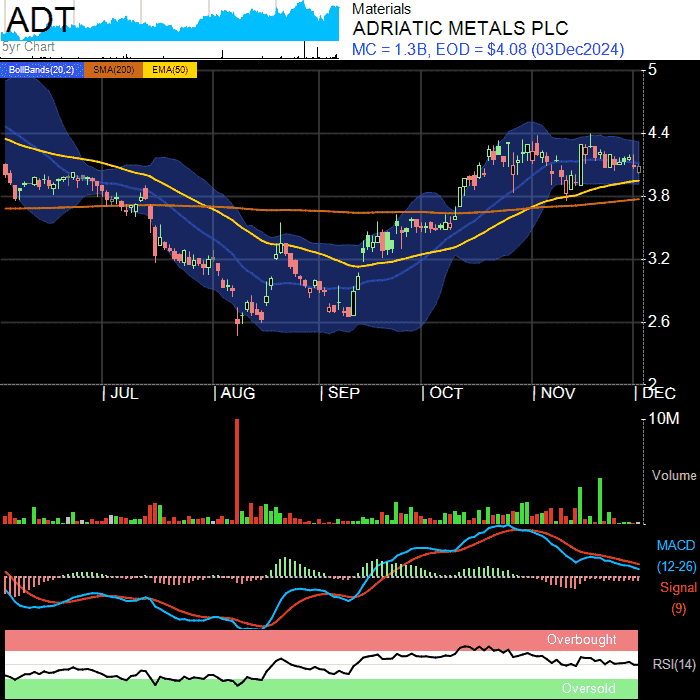 ADT
5yr Chart
Materials
ADRIATIC METALS PLC
MC = 1.3B, EOD = $4.08 (03Dec2024)
BollBands(20,2) SMA(200) EMA(50)
5
4.4
3.8
3.2
2.6
2
JUL AUG SEP OCT NOV DEC
10M
Volume
MACD
(12-26)
Signal
(9)
Overbought
RSI(14)
Oversold